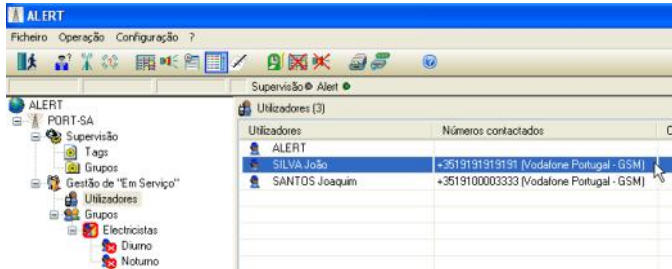 ALERT
Ficheiro Operação Configuração ?
Supervisão Alert
ALERT
PORT-SA
Supervisão
Tags
Grupos
Gestão de "Em Serviço"
Utilizadores
Grupos
Electricistas
Diurno
Noturno
Utilizadores (3)
Utilizadores Números contactados
ALERT
SILVA João +3519191919191 (Vodafone Portugal - GSM)
SANTOS Joaquim +3519100003333 (Vodafone Portugal - GSM)